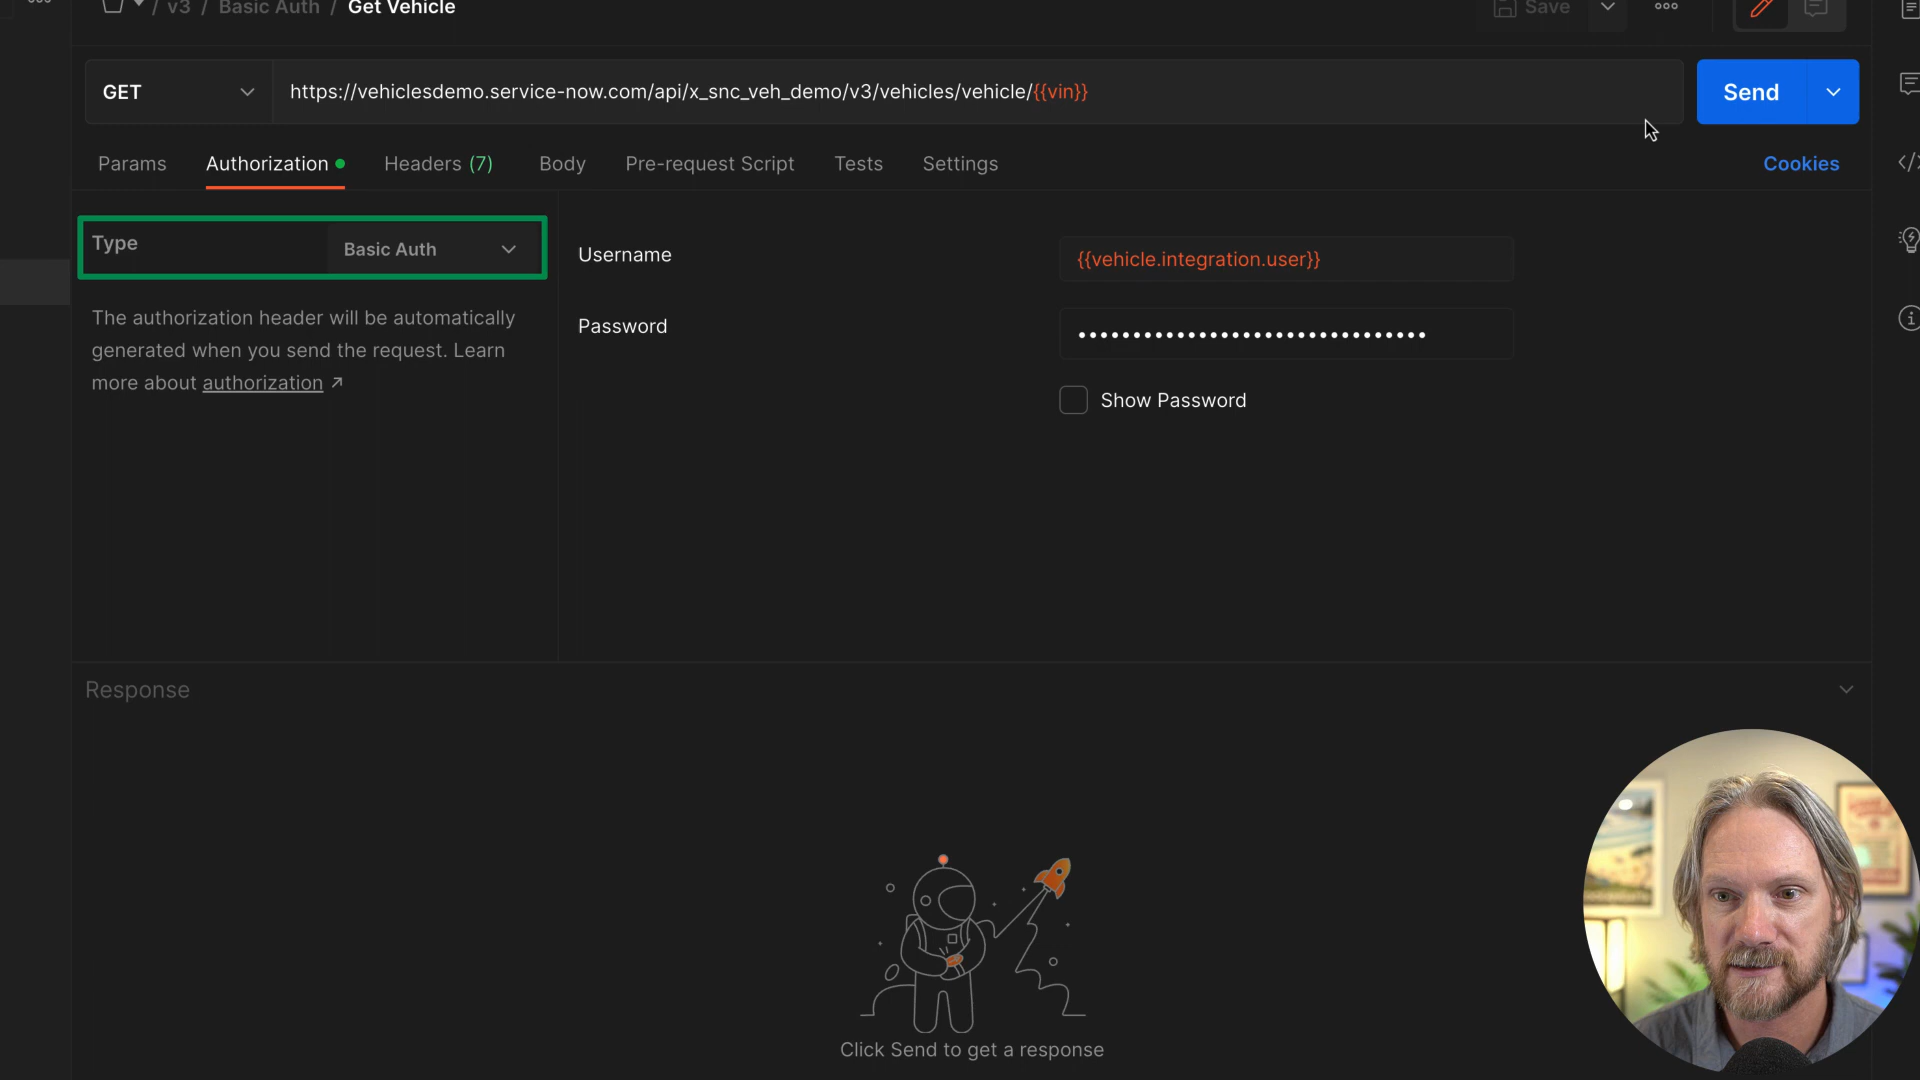 / v3 / Basic Auth / Get Vehicle
Save
GET
https://vehiclesdemo.service-now.com/api/x_snc_veh_demo/v3/vehicles/vehicle/{{vin}}
Send
Params
Authorization
Headers (7)
Body
Pre-request Script
Tests
Settings
Cookies
Type
Basic Auth
The authorization header will be automatically
generated when you send the request. Learn
more about authorization ↗
Username
{{vehicle.integration.user}}
Password
•••••••••••••••••••••••••••••
Show Password
Response
Click Send to get a response